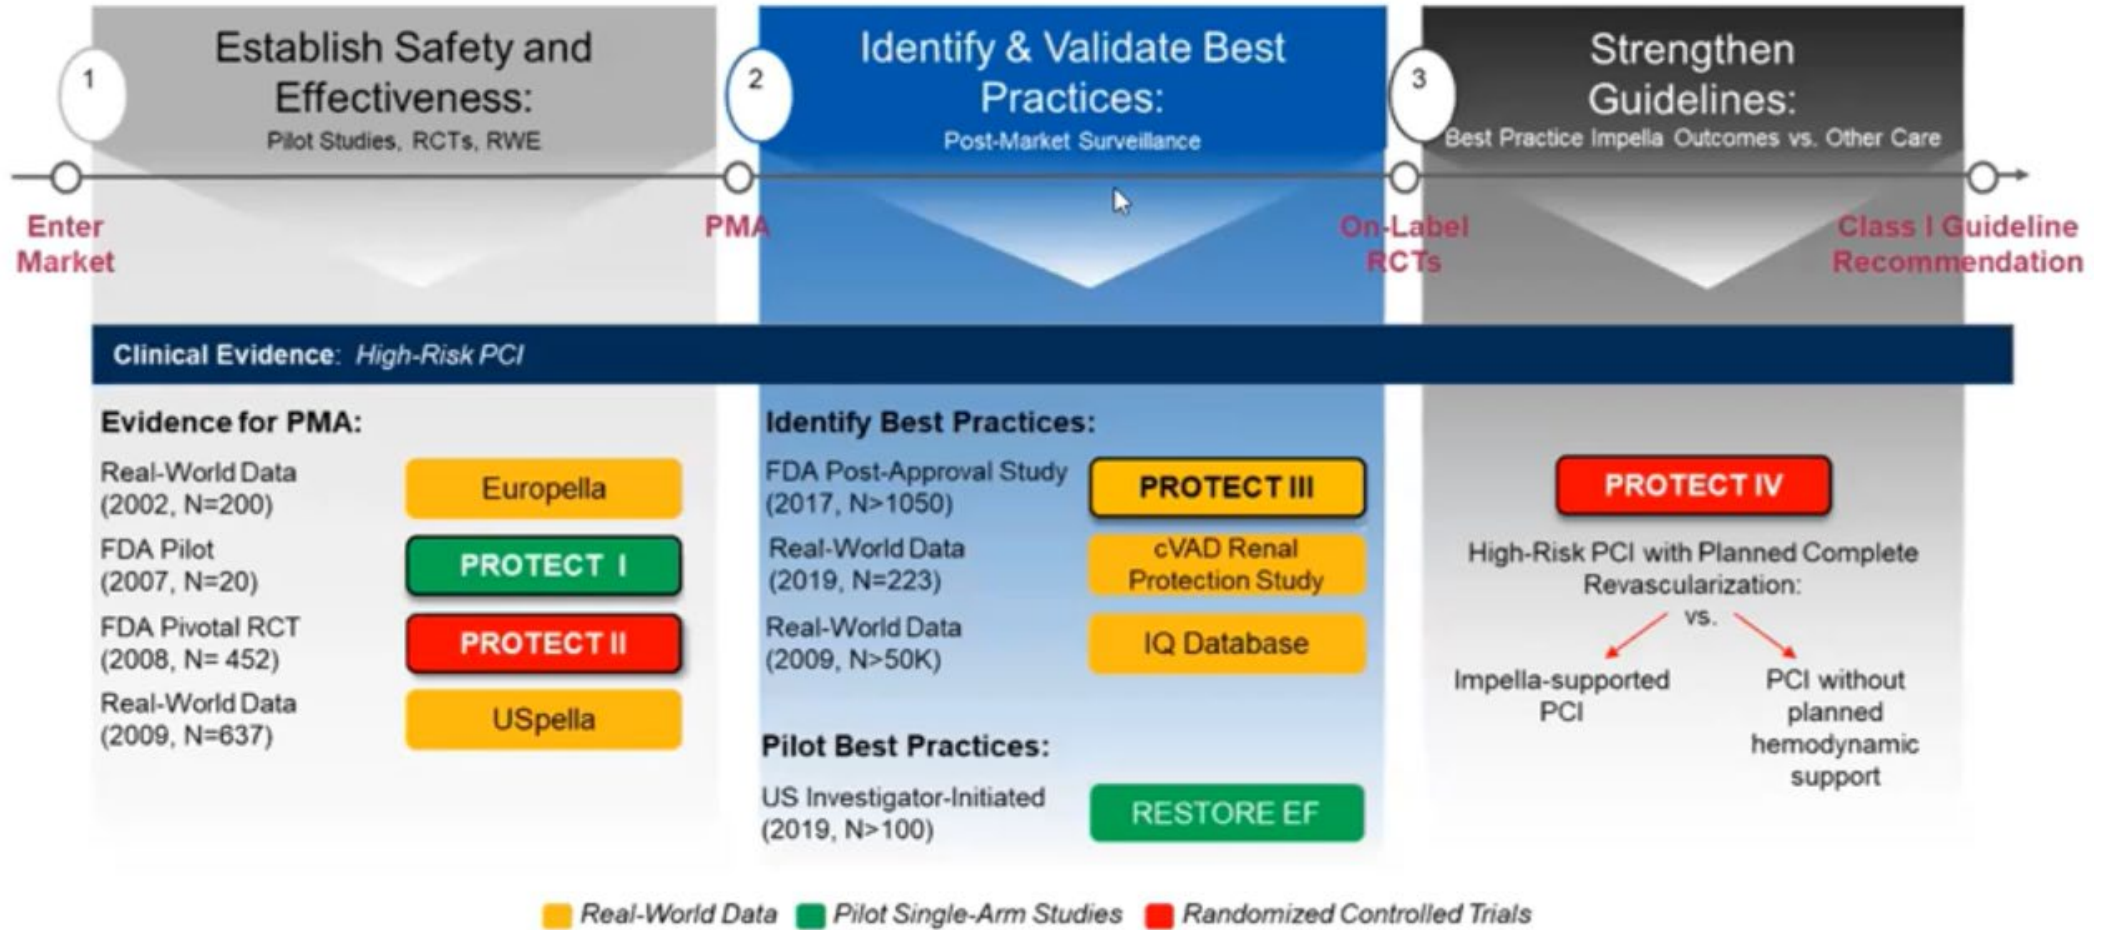 1
Establish Safety and
Effectiveness:
Pilot Studies, RCTs, RWE
2
Identify & Validate Best
Practices:
Post-Market Surveillance
3
Strengthen
Guidelines:
Best Practice Impella Outcomes vs. Other Care
Enter
Market
PMA
On-Label
RCTs
Class I Guideline
Recommendation
Clinical Evidence: High-Risk PCI
Evidence for PMA:
Real-World Data
(2002, N=200)
Europella
FDA Pilot
(2007, N=20)
PROTECT I
FDA Pivotal RCT
(2008, N= 452)
PROTECT II
Real-World Data
(2009, N=637)
USpella
Identify Best Practices:
FDA Post-Approval Study
(2017, N>1050)
PROTECT III
Real-World Data
(2019, N=223)
cVAD Renal
Protection Study
Real-World Data
(2009, N>50K)
IQ Database
Pilot Best Practices:
US Investigator-Initiated
(2019, N>100)
RESTORE EF
PROTECT IV
High-Risk PCI with Planned Complete
Revascularization:
vs.
Impella-supported
PCI
PCI without
planned
hemodynamic
support
Real-World Data
Pilot Single-Arm Studies
Randomized Controlled Trials